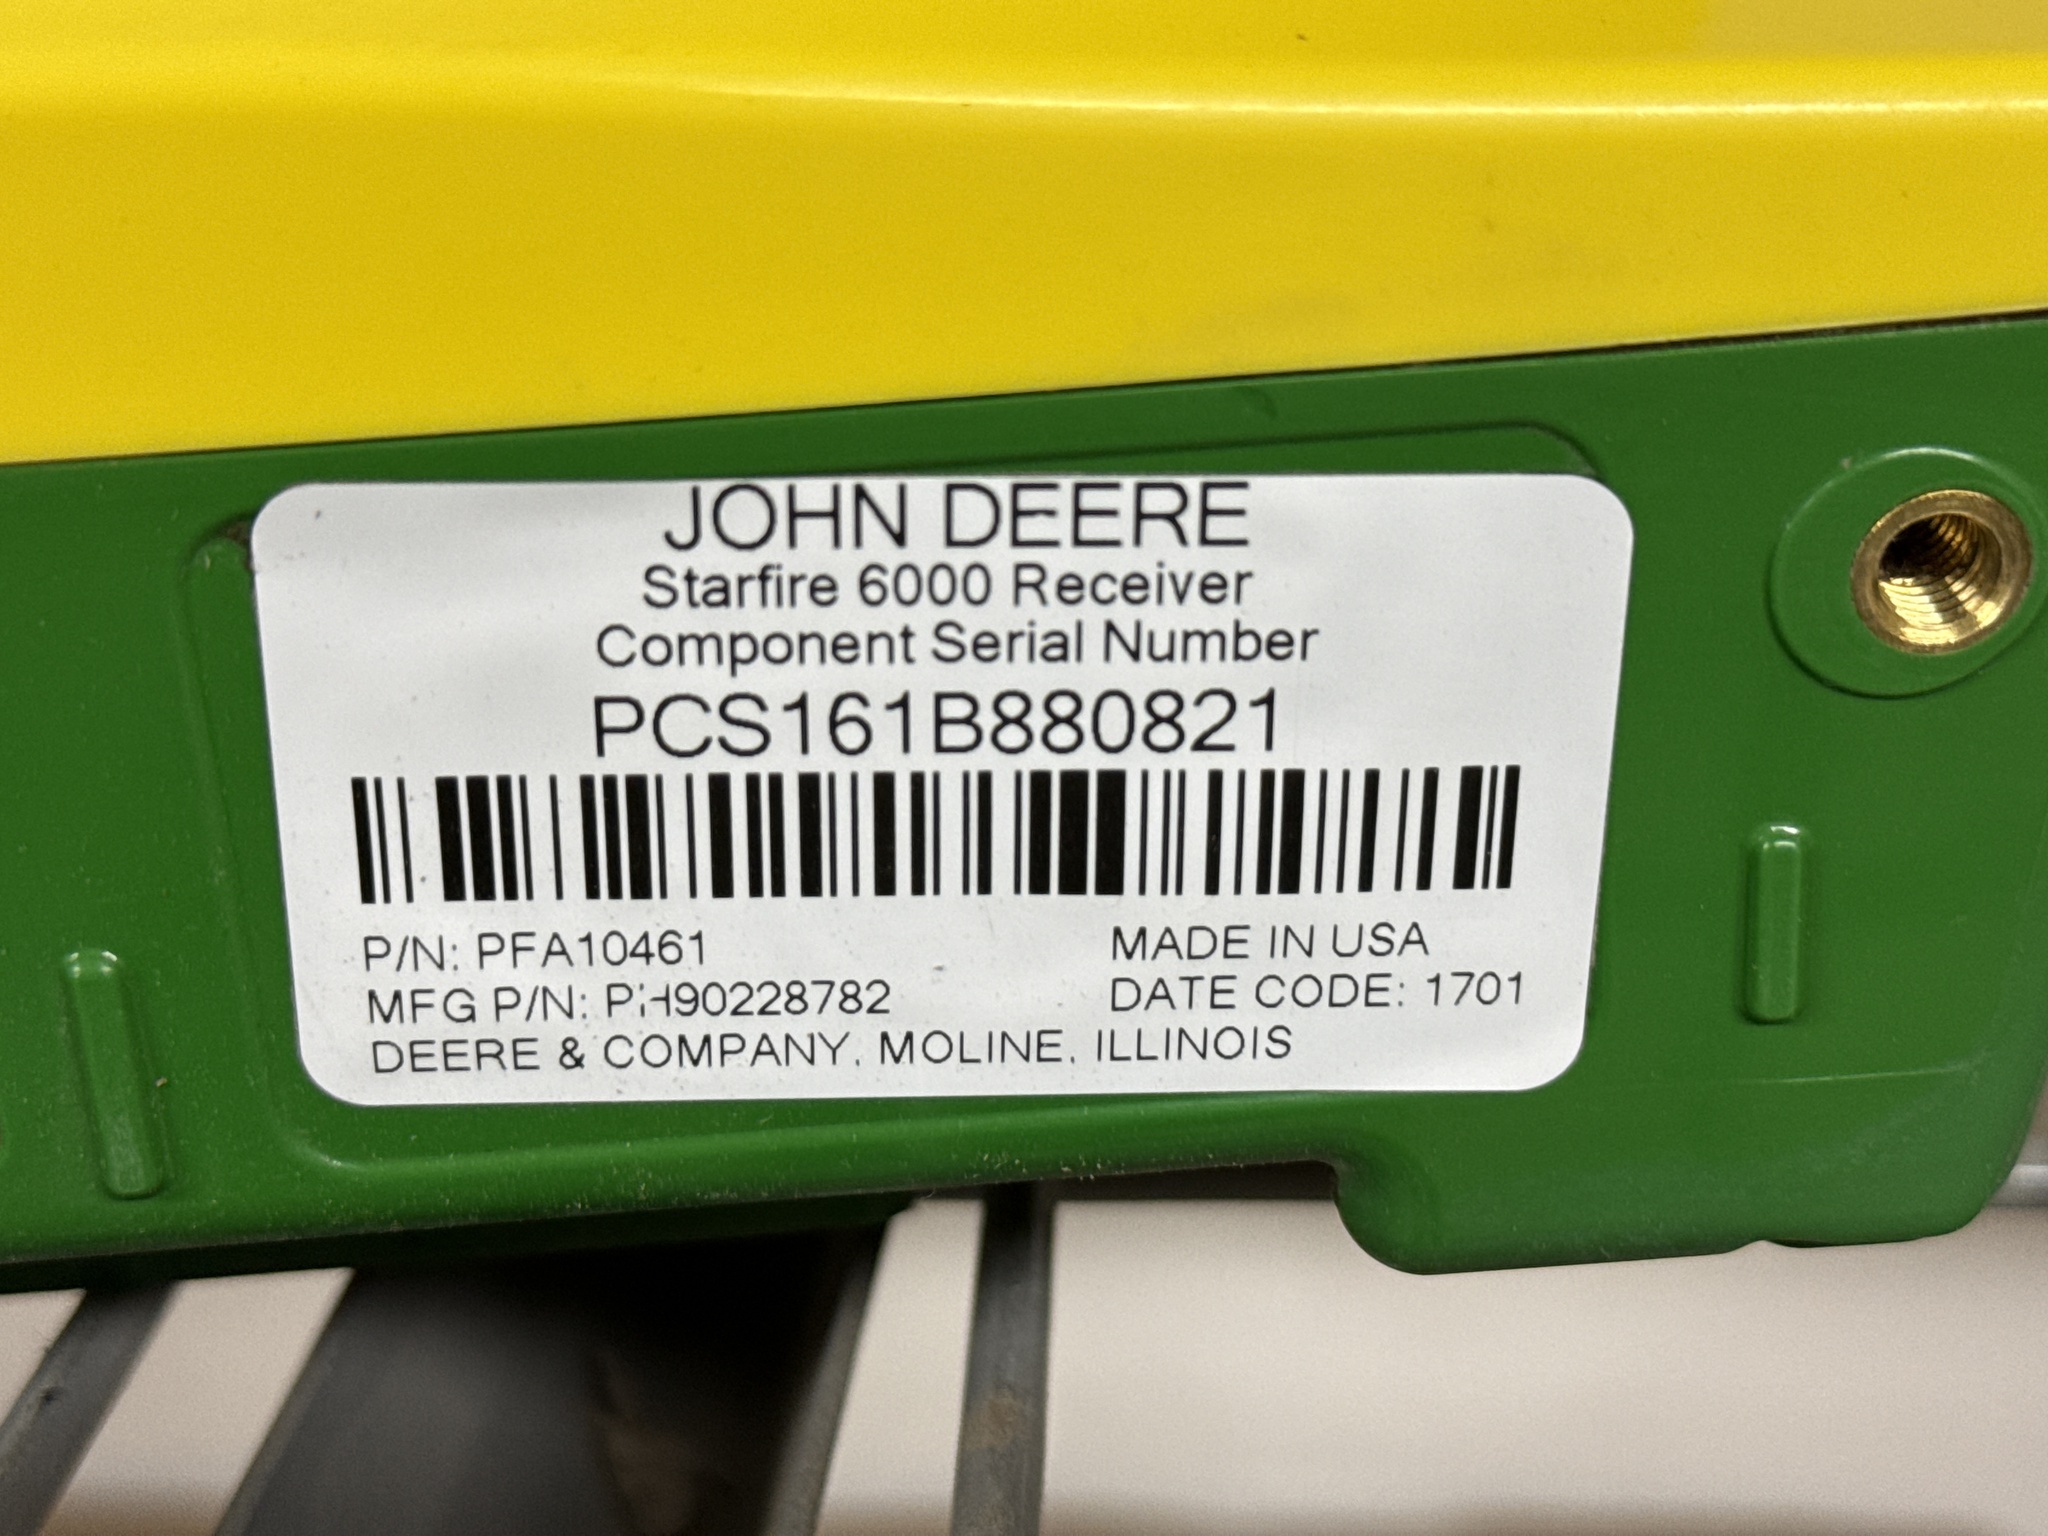 JOHN DEERE
Starfire 6000 Receiver
Component Serial Number
PCS161B880821
P/N: PFA10461
MADE IN USA
MFG P/N:
DATE CODE: 1701
DEERE & COMPANY, MOLINE, ILLINOIS